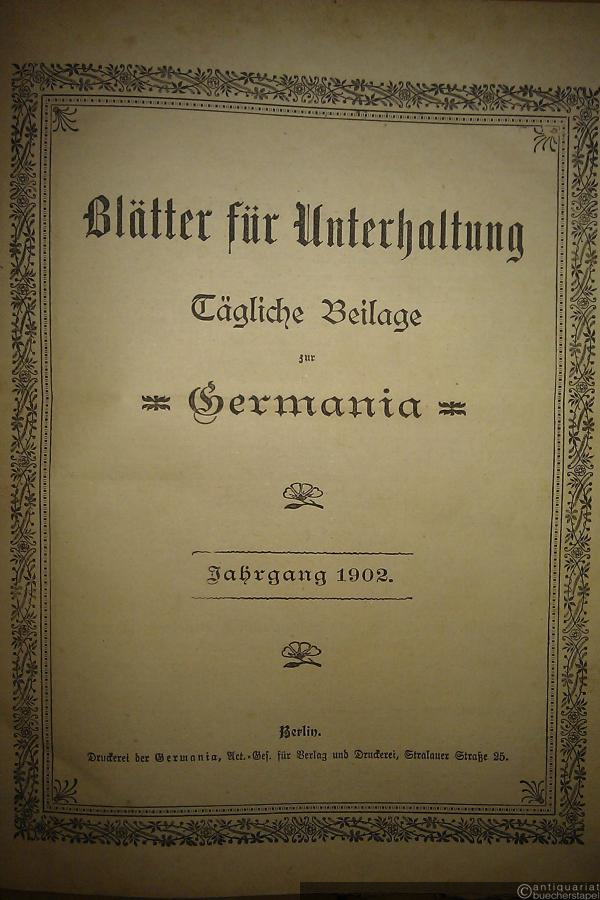 Blätter für Unterhaltung
Tägliche Beilage
zur
Germania
Jahrgang 1902.
Berlin.
Druckerei der Germania, Act.-Ges. für Verlag und Druckerei, Stralauer Straße 25.
©antiquariat
buecherstapel